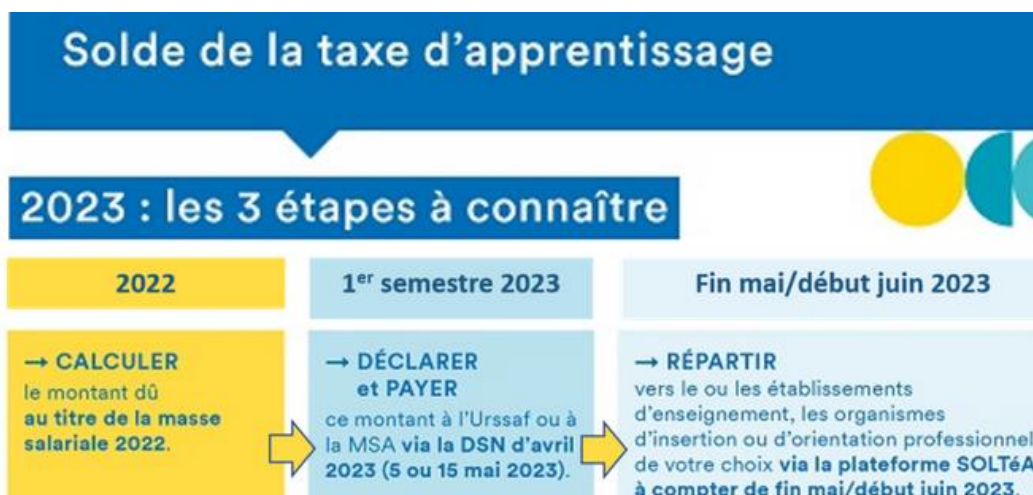 Solde de la taxe d'apprentissage
2023 : les 3 étapes à connaître
2022
→ CALCULER
le montant dû
au titre de la masse
salariale 2022.
1er semestre 2023
→ DÉCLARER
et PAYER
ce montant à l'Urssaf ou à
la MSA via la DSN d'avril
2023 (5 ou 15 mai 2023).
Fin mai/début juin 2023
→ RÉPARTIR
vers le ou les établissements
d'enseignement, les organismes
d'insertion ou d'orientation professionnel
de votre choix via la plateforme SOLTéA
à compter de fin mai/début juin 2023.